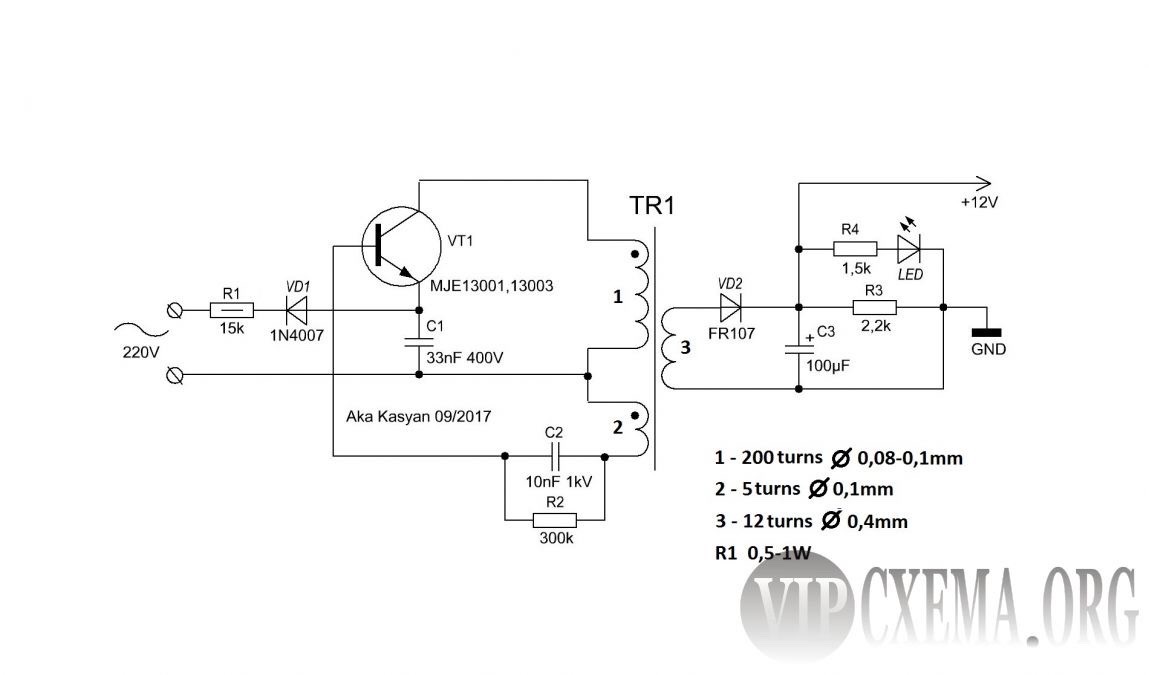 TR1
+12V
R4
1,5k
LED
VT1
MJE13001,13003
VD1
R1
15k
1N4007
220V
C1
33nF 400V
1
2
3
VD2
FR107
R3
2,2k
+
C3
100µF
GND
Aka Kasyan 09/2017
C2
10nF 1kV
R2
300k
1 - 200 turns Ø 0,08-0,1mm
2 - 5 turns Ø 0,1mm
3 - 12 turns Ø 0,4mm
R1 0,5-1W
VIPCXEMA.ORG